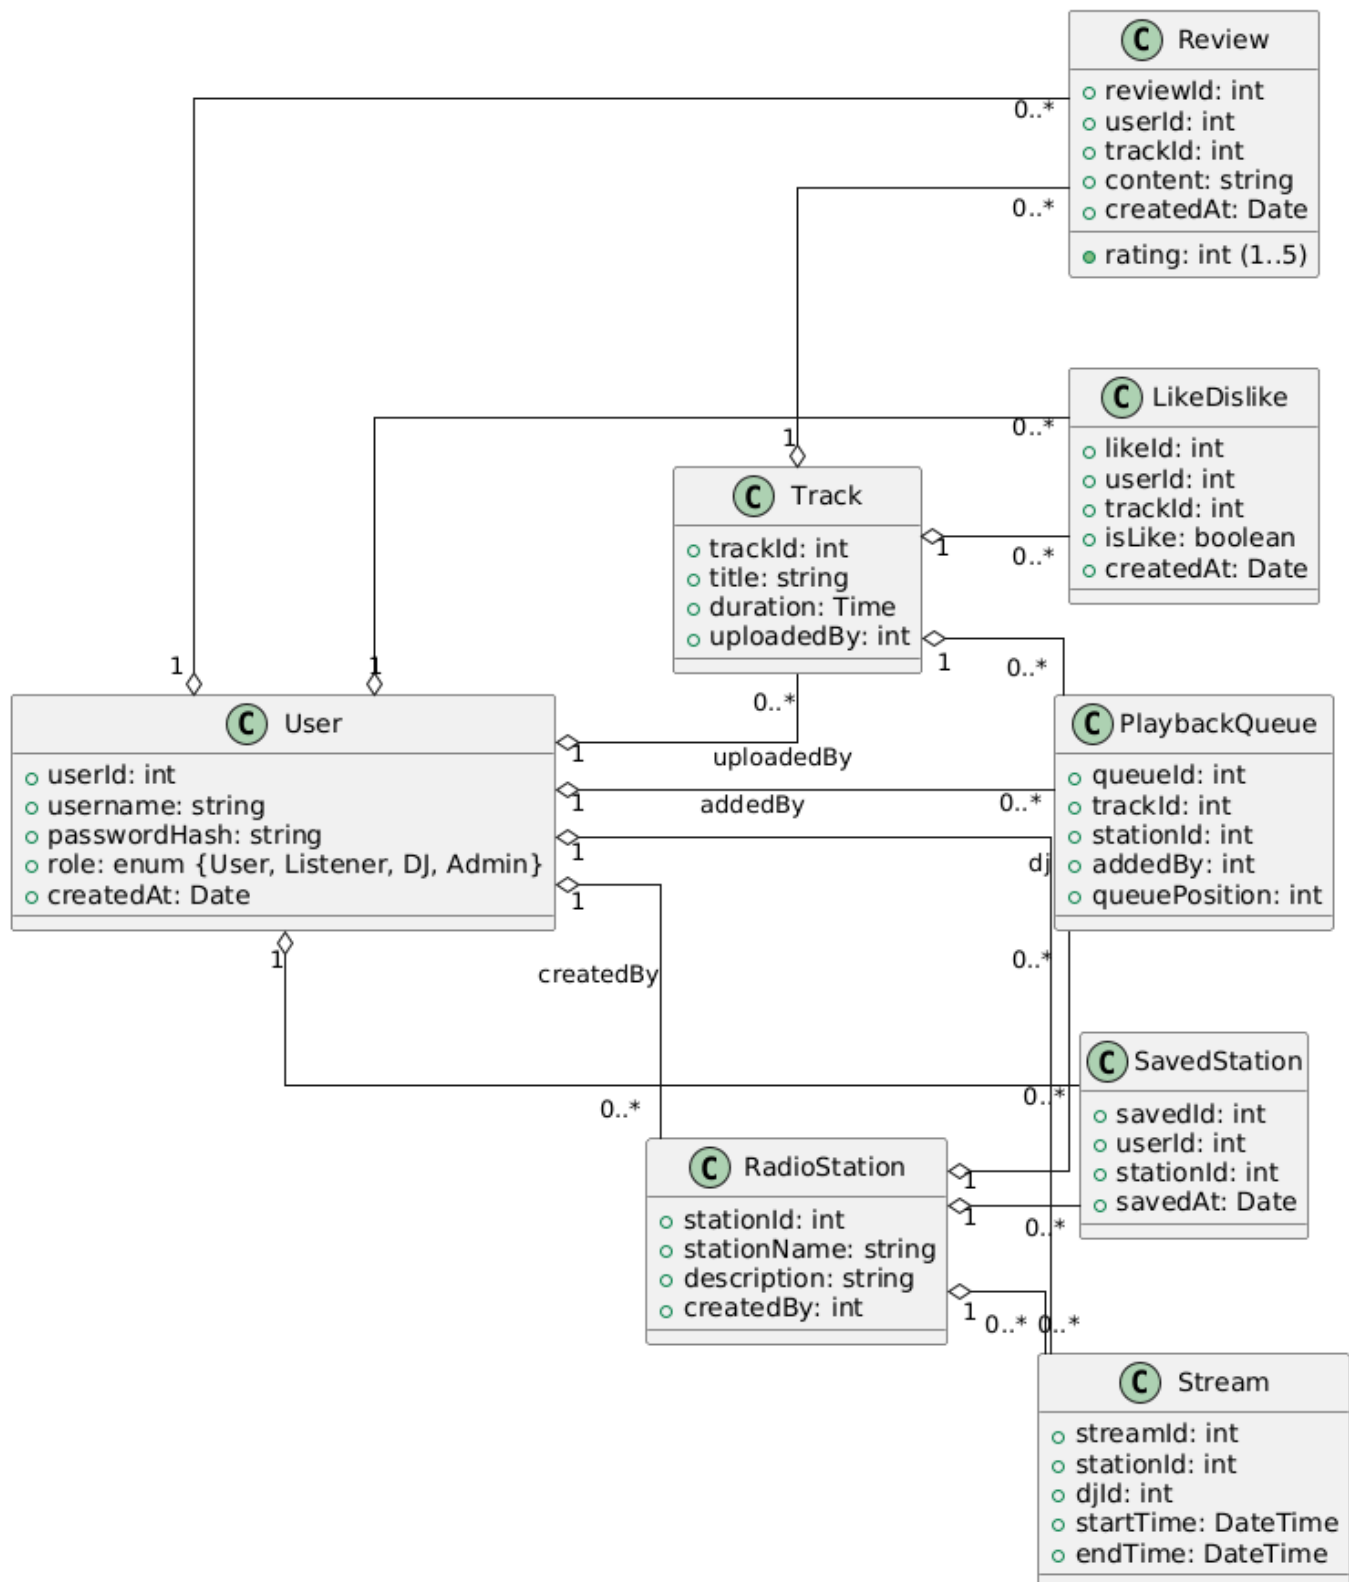 C Review
reviewId: int
userId: int
trackId: int
content: string
createdAt: Date
rating: int (1..5)
0..*
0..*
C LikeDislike
likeId: int
userId: int
trackId: int
isLike: boolean
createdAt: Date
0..*
0..*
1
C Track
trackId: int
title: string
duration: Time
uploadedBy: int
1
1
0..*
0..*
1
1
C User
userId: int
username: string
passwordHash: string
role: enum {User, Listener, DJ, Admin}
createdAt: Date
1
uploadedBy
1
addedBy
0..*
1
dj
1
createdBy
1
C PlaybackQueue
queueId: int
trackId: int
stationId: int
addedBy: int
queuePosition: int
0..*
C SavedStation
savedId: int
userId: int
stationId: int
savedAt: Date
0..*
0..*
0..*
C RadioStation
stationId: int
stationName: string
description: string
createdBy: int
1
1
1
0..*
0..*
C Stream
streamId: int
stationId: int
djId: int
startTime: DateTime
endTime: DateTime